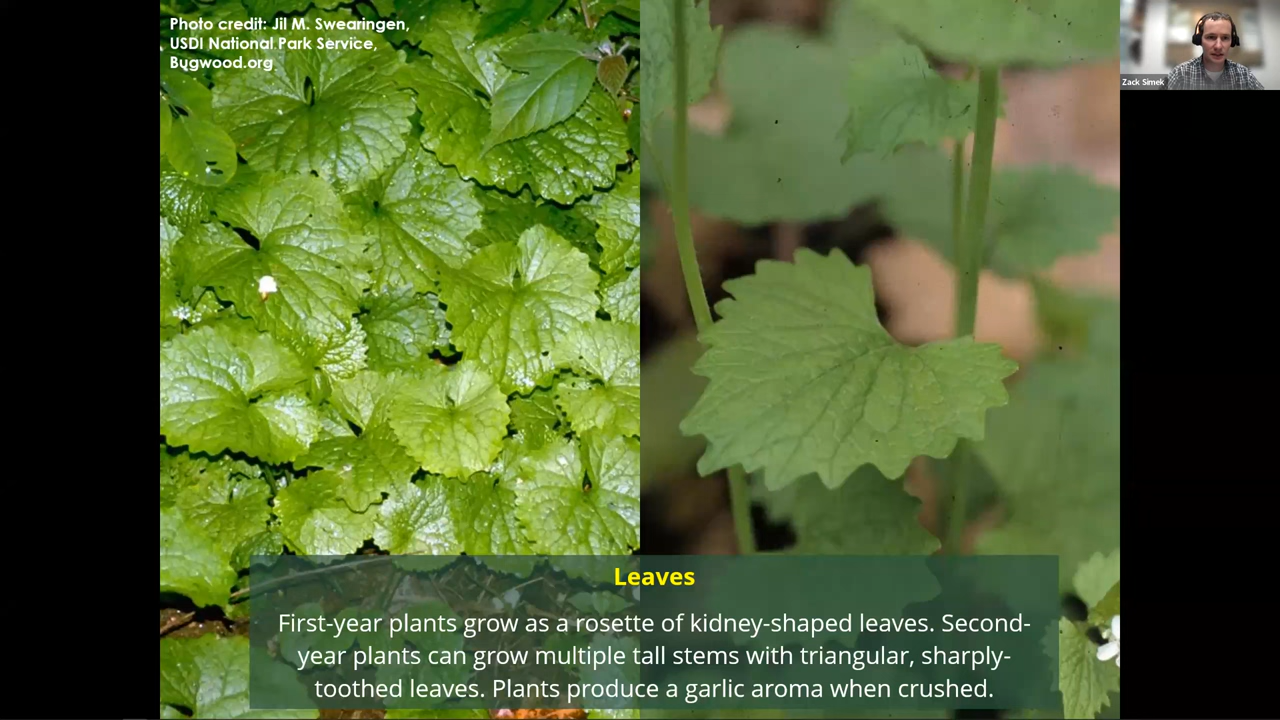 Photo credit: Jil M. Swearingen,
USDI National Park Service,
Bugwood.org
Zack Simek
Leaves
First-year plants grow as a rosette of kidney-shaped leaves. Second-
year plants can grow multiple tall stems with triangular, sharply-
toothed leaves. Plants produce a garlic aroma when crushed.